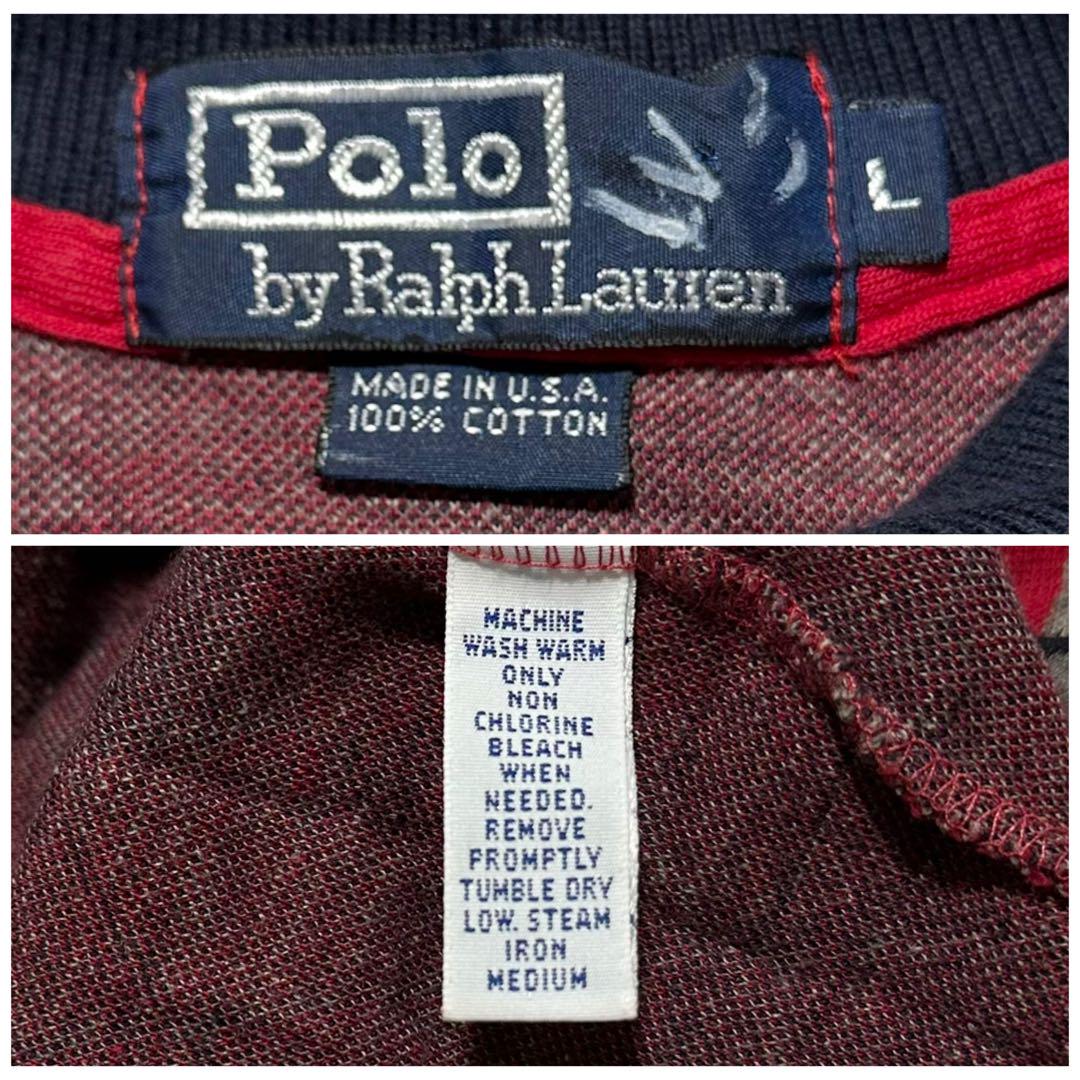 Polo
by Ralph Lauren
L
MADE IN U.S.A.
100% COTTON
MACHINE
WASH WARM
ONLY
NON
CHLORINE
BLEACH
WHEN
NEEDED.
REMOVE
PROMPTLY
TUMBLE DRY
LOW. STEAM
IRON
MEDIUM